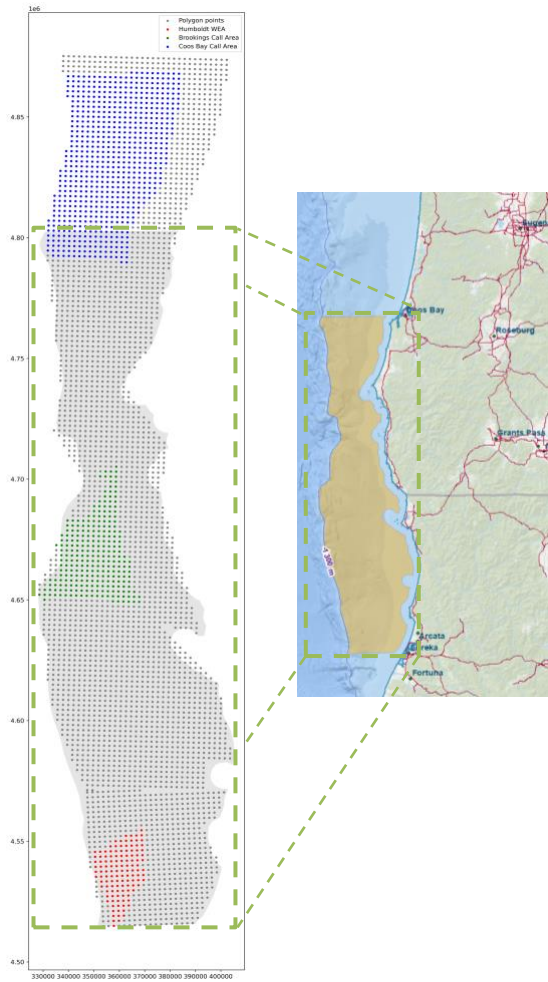 1e6
Polygon points
Humboldt WEA
Brookings Call Area
Coos Bay Call Area
4.85
4.80
4.75
4.70
4.65
4.60
4.55
4.50
330000 340000 350000 360000 370000 380000 390000 400000
Coos Bay
Roseburg
Grants Pass
Arcata
Fortuna